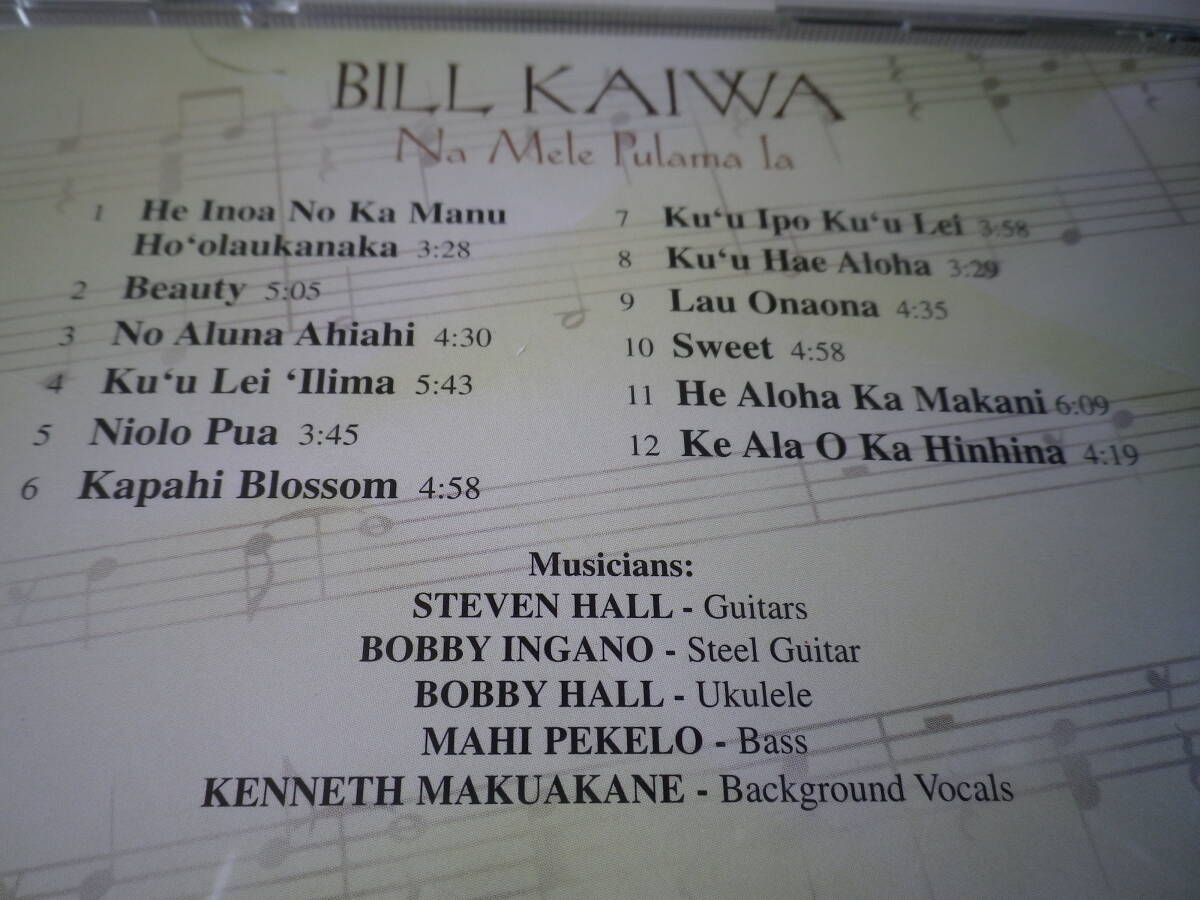 BILL KAIWA
Na Mele Pulama Ia
1 He Inoa No Ka Manu
Ho‘olaukanaka 3:28
2 Beauty 5:05
3 No Aluna Ahiahi 4:30
4 Ku‘u Lei ‘Ilima 5:43
5 Niolo Pua 3:45
6 Kapahi Blossom 4:58
7 Ku‘u Ipo Ku‘u Lei 3:58
8 Ku‘u Hae Aloha 3:29
9 Lau Onaona 4:35
10 Sweet 4:58
11 He Aloha Ka Makani 6:09
12 Ke Ala O Ka Hinhina 4:19
Musicians:
STEVEN HALL - Guitars
BOBBY INGANO - Steel Guitar
BOBBY HALL - Ukulele
MAHI PEKELO - Bass
KENNETH MAKUAKANE - Background Vocals